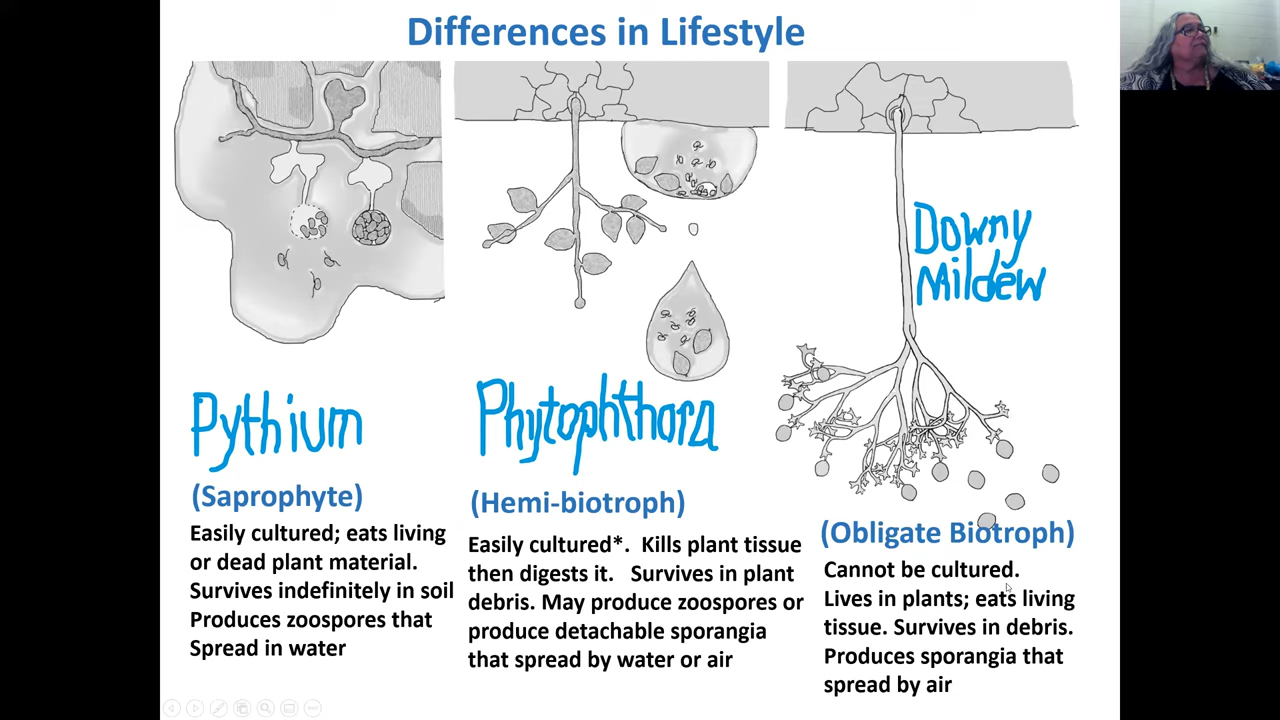 Differences in Lifestyle
Pythium
(Saprophyte)
Easily cultured; eats living
or dead plant material.
Survives indefinitely in soil
Produces zoospores that
Spread in water
Phytophthora
(Hemi-biotroph)
Easily cultured*. Kills plant tissue
then digests it. Survives in plant
debris. May produce zoospores or
produce detachable sporangia
that spread by water or air
Downy
Mildew
(Obligate Biotroph)
Cannot be cultured.
Lives in plants; eats living
tissue. Survives in debris.
Produces sporangia that
spread by air